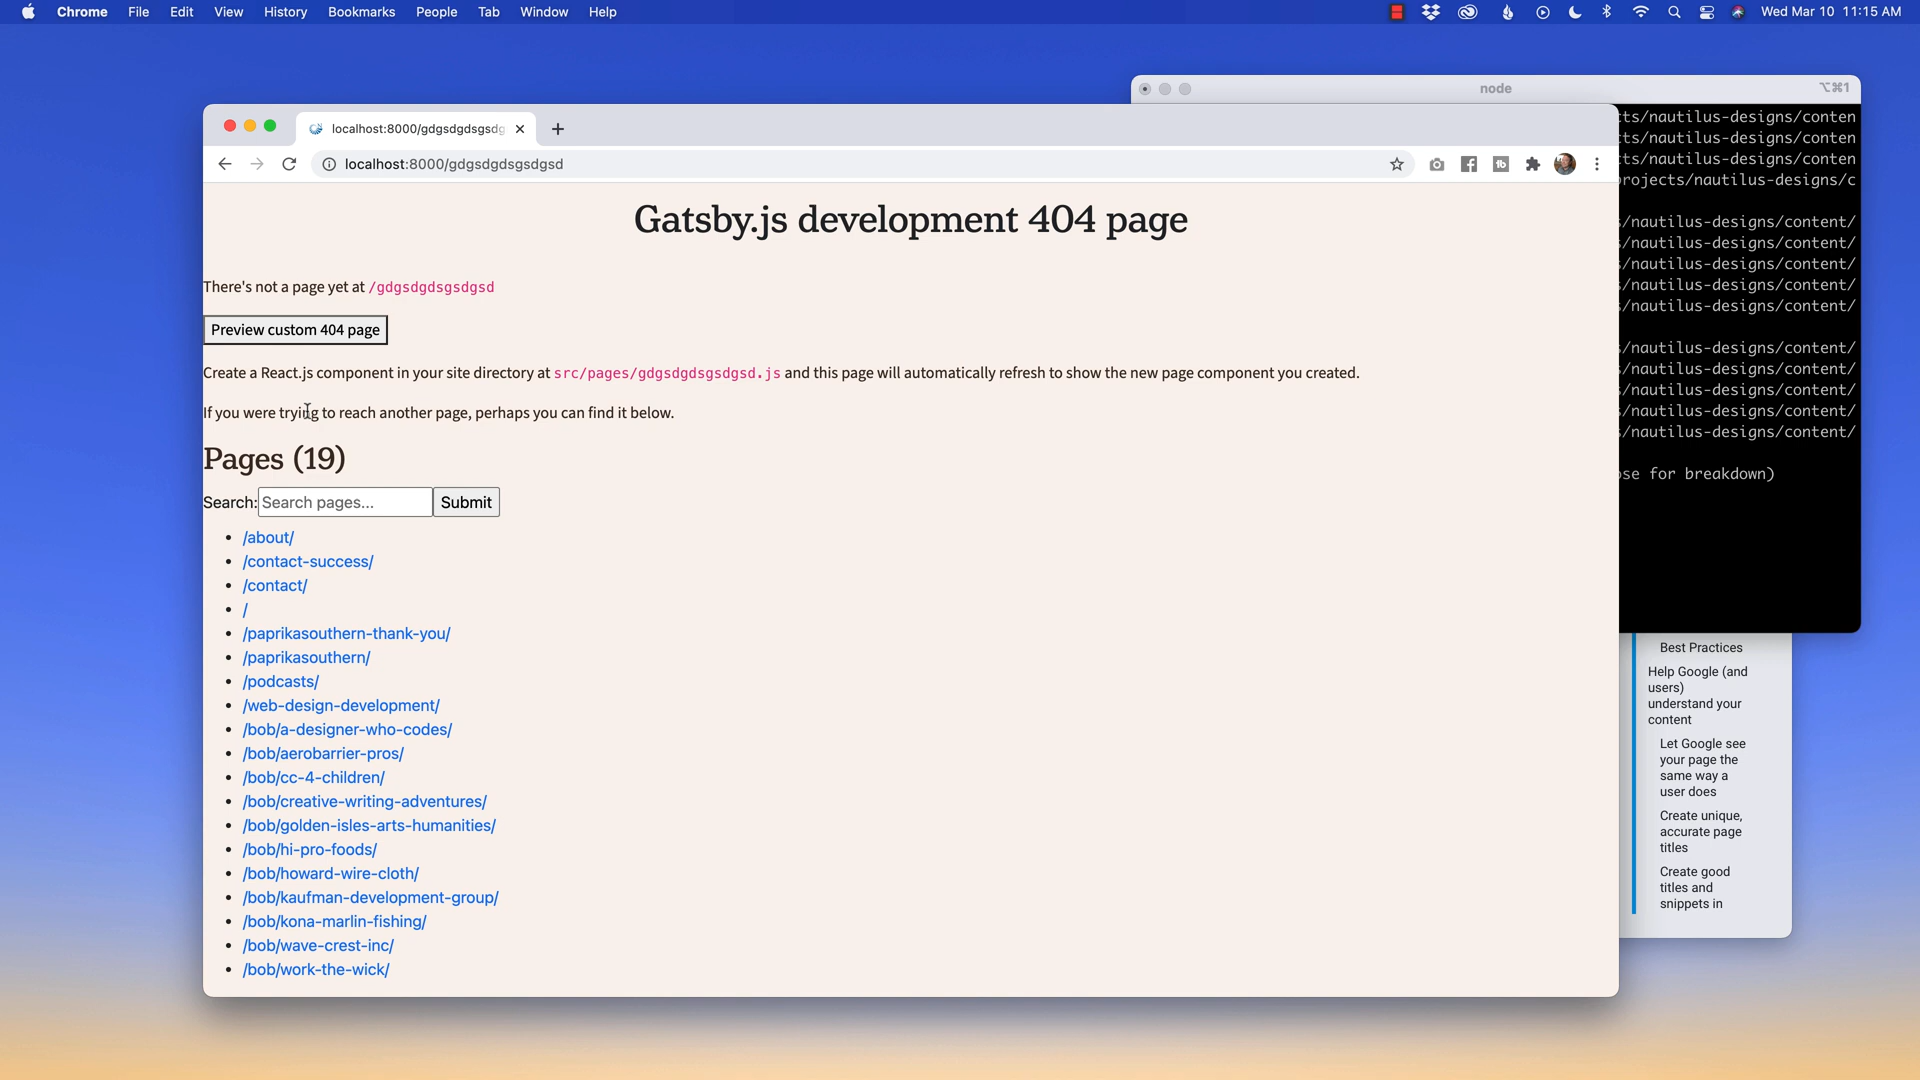 Chrome File Edit View History Bookmarks People Tab Window Help
Wed Mar 10 11:15 AM
node
⌥⌘1
localhost:8000/gdgsdgdsgsdg
localhost:8000/gdgsdgdsgsdgsd
Gatsby.js development 404 page
There's not a page yet at /gdgsdgdsgsdgsd
Preview custom 404 page
Create a React.js component in your site directory at src/pages/gdgsdgdsgsdgsd.js and this page will automatically refresh to show the new page component you created.
If you were trying to reach another page, perhaps you can find it below.
Pages (19)
Search: Search pages... Submit
/about/
/contact-success/
/contact/
/
/paprikasouthern-thank-you/
/paprikasouthern/
/podcasts/
/web-design-development/
/bob/a-designer-who-codes/
/bob/aerobarrier-pros/
/bob/cc-4-children/
/bob/creative-writing-adventures/
/bob/golden-isles-arts-humanities/
/bob/hi-pro-foods/
/bob/howard-wire-cloth/
/bob/kaufman-development-group/
/bob/kona-marlin-fishing/
/bob/wave-crest-inc/
/bob/work-the-wick/
ts/nautilus-designs/conten
ts/nautilus-designs/conten
ts/nautilus-designs/conten
rojects/nautilus-designs/c
/nautilus-designs/content/
/nautilus-designs/content/
/nautilus-designs/content/
/nautilus-designs/content/
/nautilus-designs/content/
/nautilus-designs/content/
/nautilus-designs/content/
/nautilus-designs/content/
/nautilus-designs/content/
/nautilus-designs/content/
ose for breakdown)
Best Practices
Help Google (and
users)
understand your
content
Let Google see
your page the
same way a
user does
Create unique,
accurate page
titles
Create good
titles and
snippets in